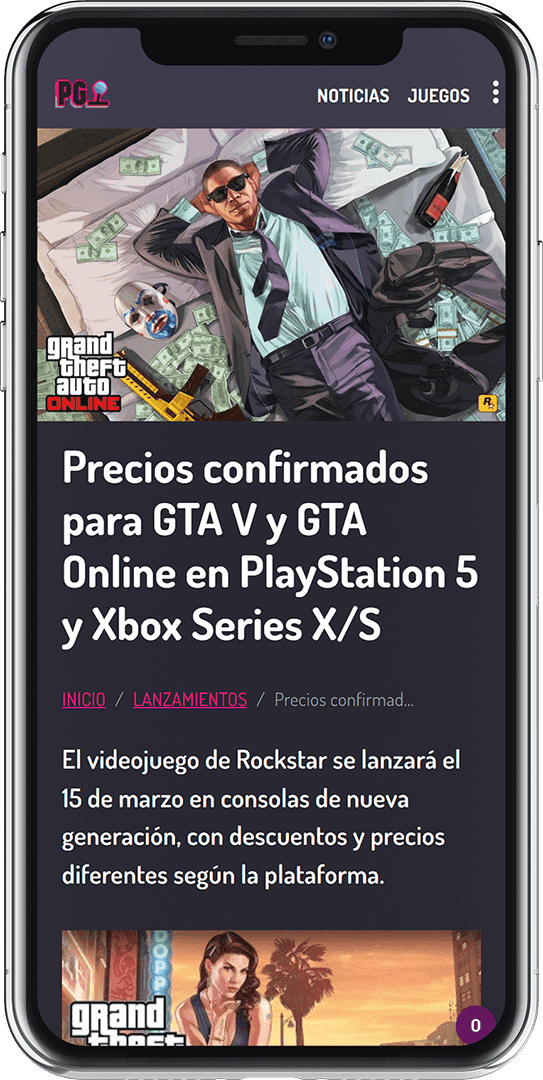 PG
NOTICIAS JUEGOS
grand
theft
auto
ONLINE
R
Precios confirmados
para GTA V y GTA
Online en PlayStation 5
y Xbox Series X/S
INICIO / LANZAMIENTOS / Precios confirmad...
El videojuego de Rockstar se lanzará el
15 de marzo en consolas de nueva
generación, con descuentos y precios
diferentes según la plataforma.
DOPP
grand
theft
0